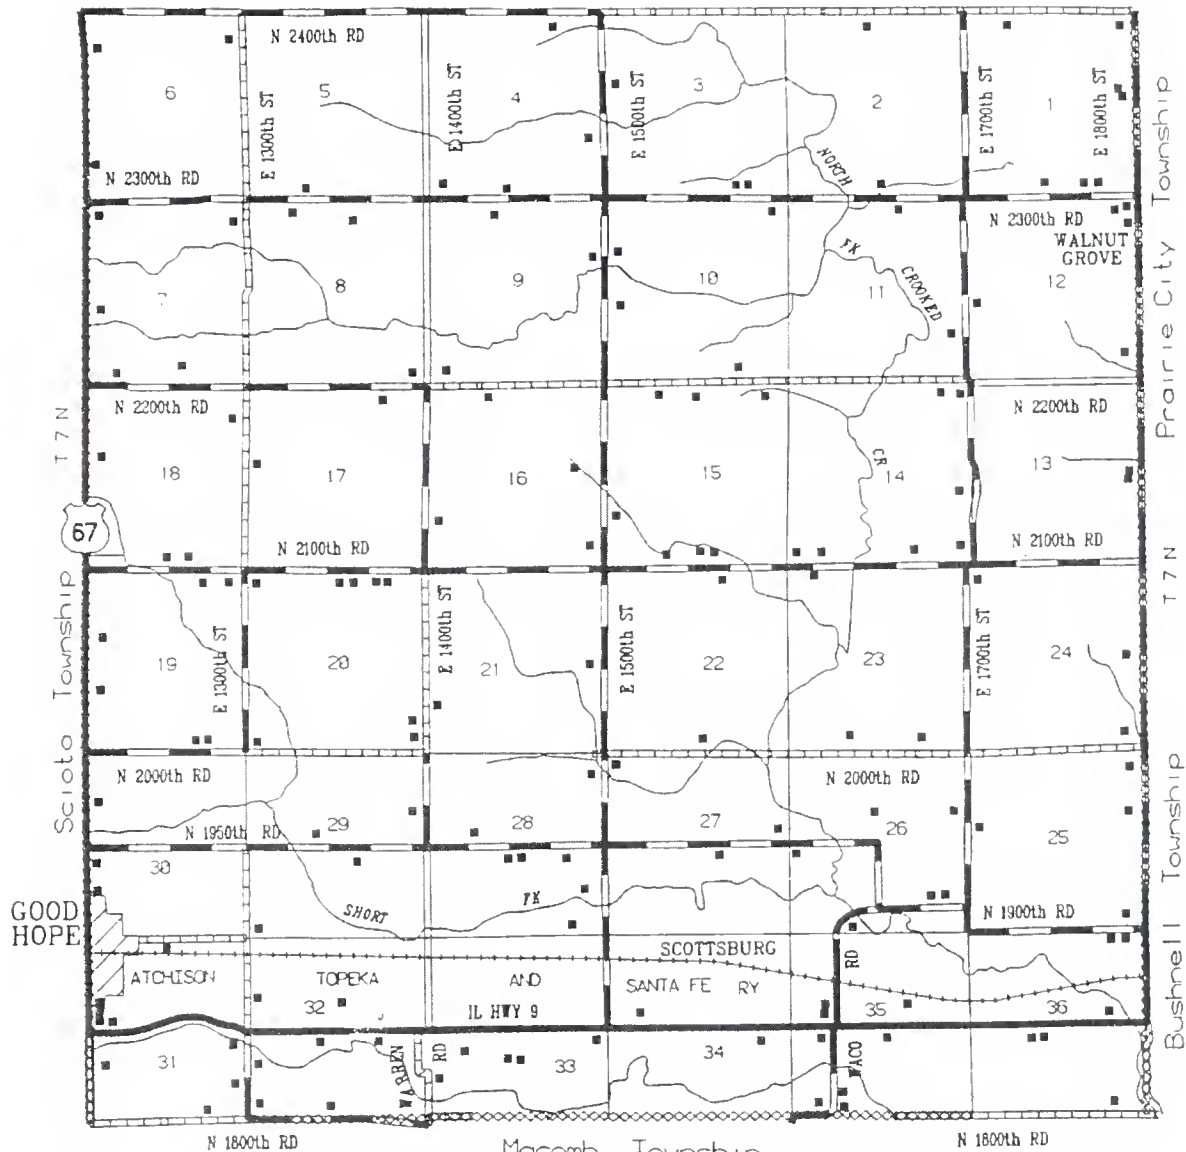 N 2400th RD
6
5
4
3
2
1
E 1300th ST
E 1400th ST
E 1500th ST
E 1700th ST
E 1800th ST
N 2300th RD
NORTH
Prairie City Township
N 2300th RD
WALNUT
GROVE
7
8
9
10
FK
11
CROOKED
12
T 7 N
N 2200th RD
N 2200th RD
18
17
16
15
CR
14
13
67
N 2100th RD
N 2100th RD
T 7 N
Scioto Township
19
E 1300th ST
20
E 1400th ST
21
E 1500th ST
22
23
E 1700th ST
24
N 2000th RD
N 2000th RD
N 1950th RD
29
28
27
26
25
30
GOOD
HOPE
SHORT
FK
N 1900th RD
Bushnell Township
SCOTTSBURG
RD
ATCHISON
TOPEKA
AND
SANTA FE RY
32
IL HWY 9
35
36
31
WARREN
RD
33
34
WACO
N 1800th RD
Macomb Township
N 1800th RD